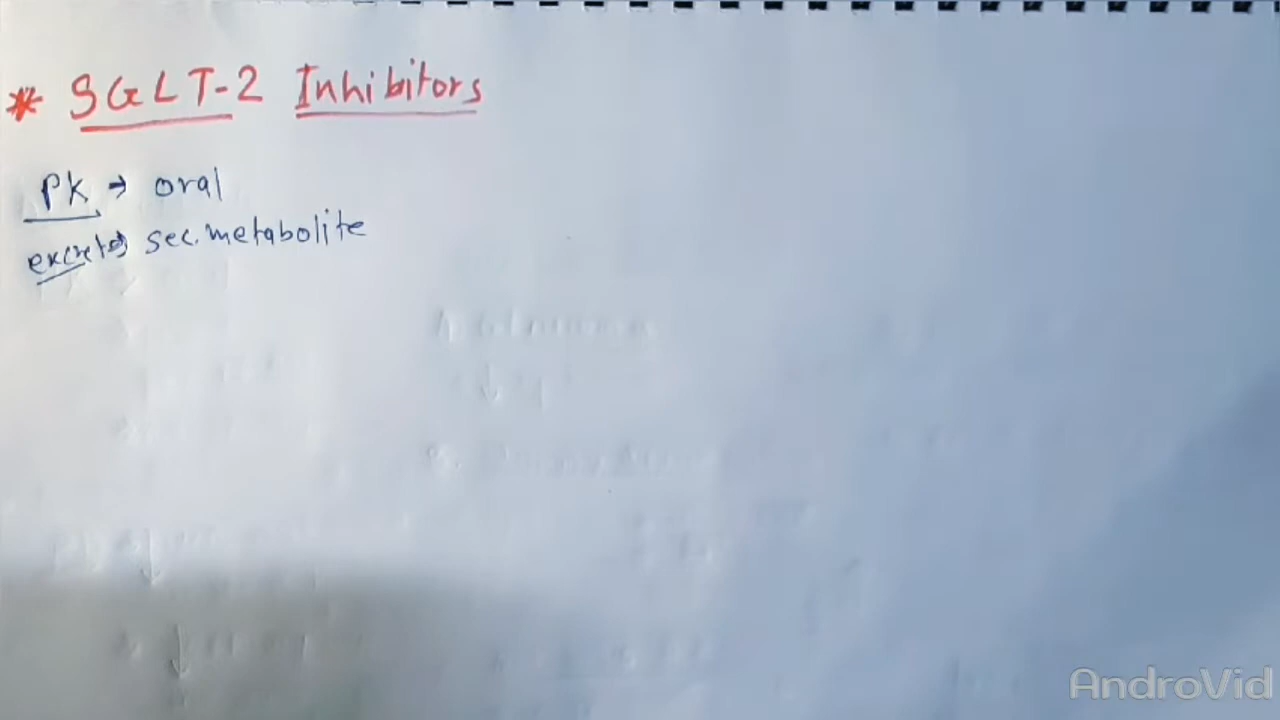 * SGLT-2 Inhibitors
PK → oral
excreted sec. metabolite
AndroVid